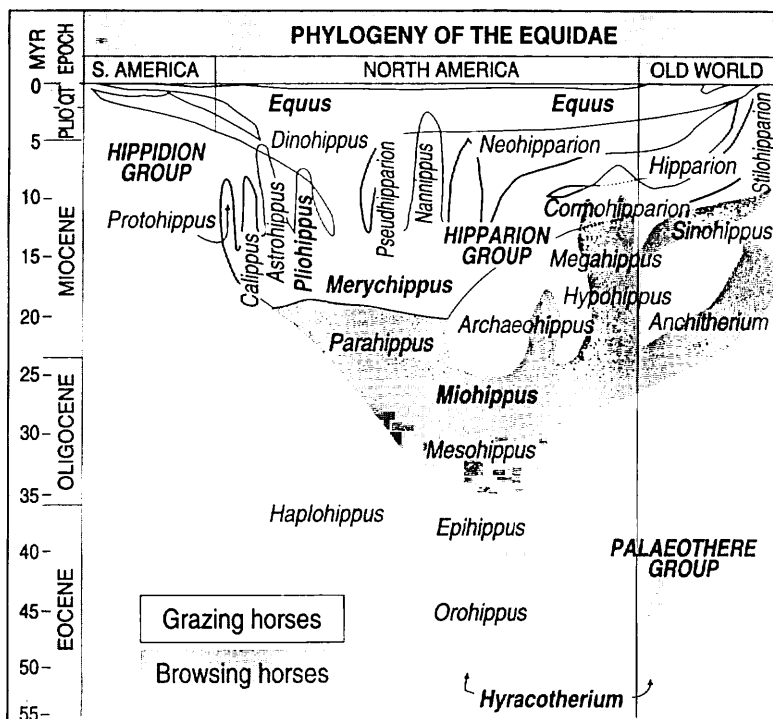 PHYLOGENY OF THE EQUIDAE
MYR
EPOCH
S. AMERICA
NORTH AMERICA
OLD WORLD
0
5
10
15
20
25
30
35
40
45
50
55
PLIO
QT
MIOCENE
OLIGOCENE
EOCENE
Equus
Equus
Dinohippus
HIPPIDION
GROUP
Protohippus
Calippus
Astrohippus
Pliohippus
Pseudhipparion
Nannippus
Neohipparion
Hipparion
Stilohipparion
HIPPARION
GROUP
Cormohipparion
Sinohippus
Megahippus
Merychippus
Hypohippus
Archaeohippus
Anchitherium
Parahippus
Miohippus
Mesohippus
Haplohippus
Epihippus
PALAEOTHERE
GROUP
Orohippus
Grazing horses
Browsing horses
Hyracotherium